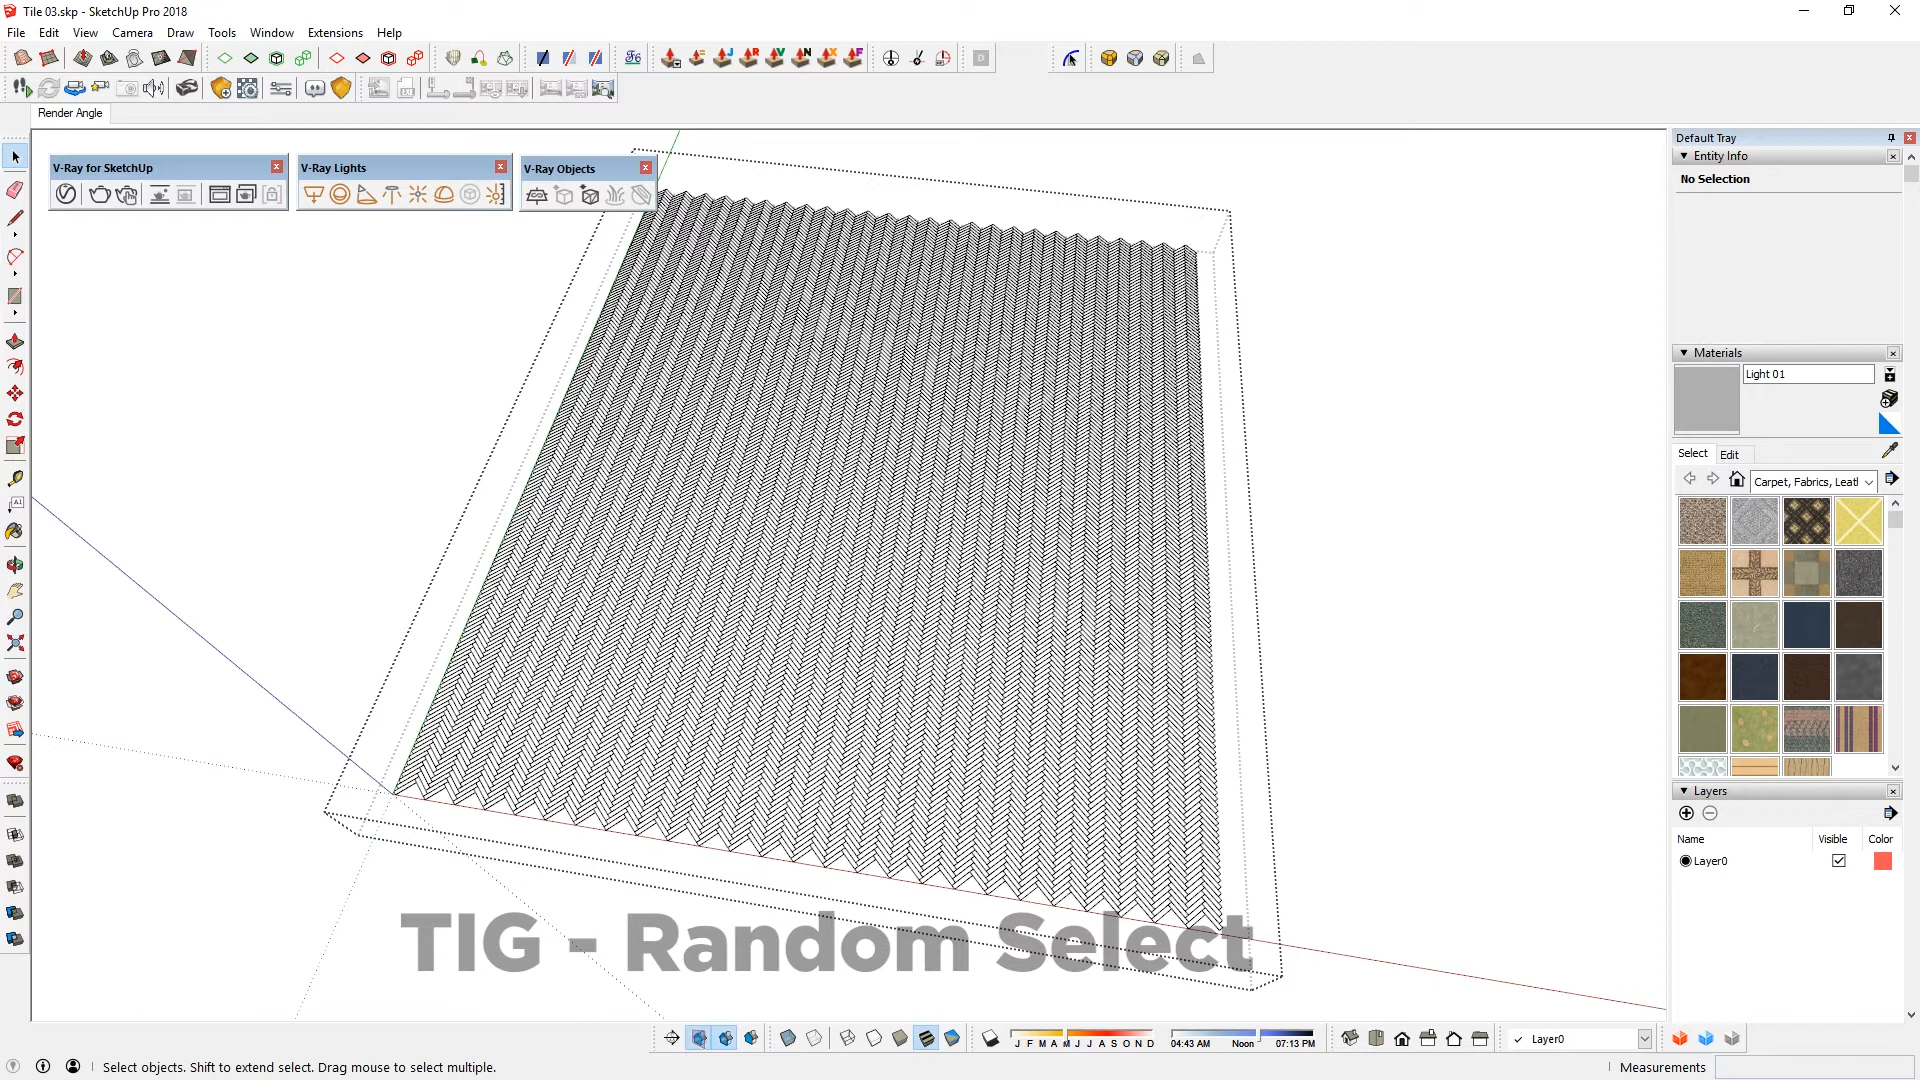 Tile 03.skp - SketchUp Pro 2018
File Edit View Camera Draw Tools Window Extensions Help
J R V N X F
D
Render Angle
Default Tray
V-Ray for SketchUp
V-Ray Lights
V-Ray Objects
Entity Info
No Selection
Materials
Light 01
Select Edit
Carpet, Fabrics, Leatl
Layers
Name Visible Color
Layer0
TIG - Random Select
J F M A M J J A S O N D
04:43 AM Noon 07:13 PM
Layer0
Select objects. Shift to extend select. Drag mouse to select multiple.
Measurements